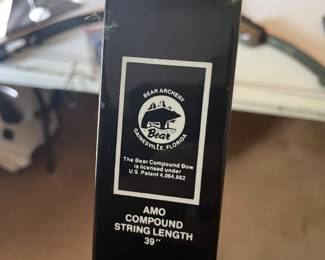 BEAR ARCHERY
Bear
GAINESVILLE, FLORIDA
The Bear Compound Bow
is licensed under
U.S. Patent 4,064,862
AMO
COMPOUND
STRING LENGTH
39"